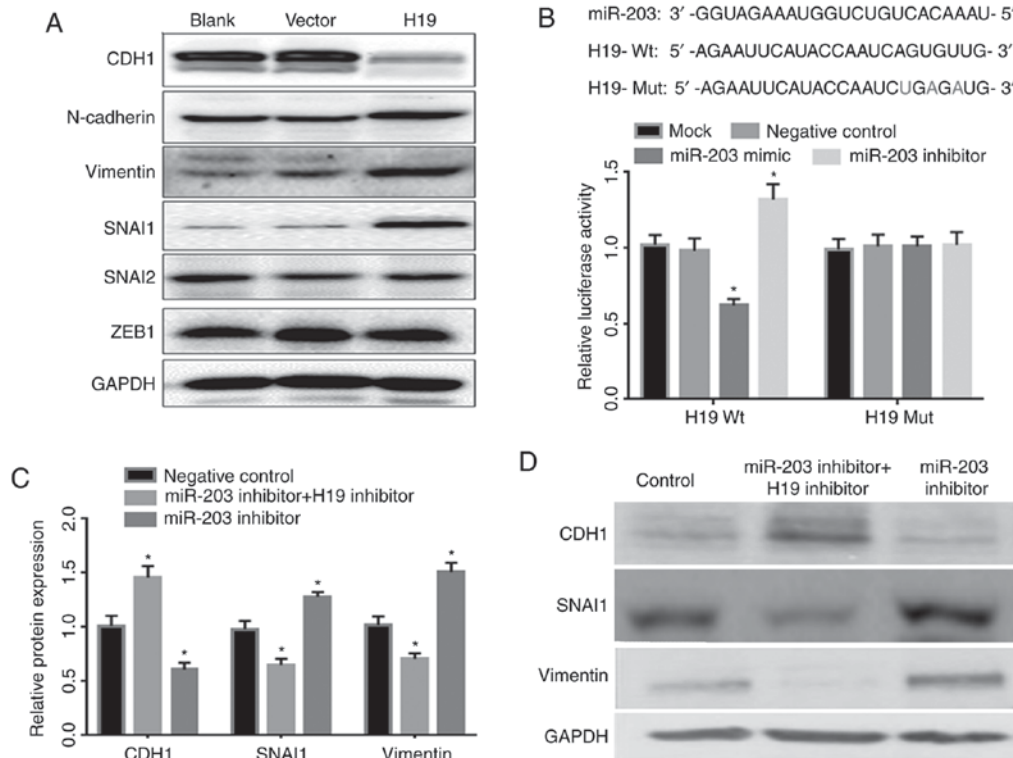 A
Blank Vector H19
CDH1
N-cadherin
Vimentin
SNAI1
SNAI2
ZEB1
GAPDH
B
miR-203: 3′ -GGUAGAAAUGGUCUGUCACAAAU- 5′
H19- Wt: 5′ -AGAAUUCAUACCAAUCAGUGUUG- 3′
H19- Mut: 5′ -AGAAUUCAUACCAAUCUGAGAUG- 3′
Mock Negative control
miR-203 mimic miR-203 inhibitor
Relative luciferase activity
1.5
1.0
0.5
0.0
*
*
H19 Wt H19 Mut
C
Negative control
miR-203 inhibitor+H19 inhibitor
miR-203 inhibitor
Relative protein expression
2.0
1.5
1.0
0.5
0.0
* * * * * *
CDH1 SNAI1 Vimentin
D
Control miR-203 inhibitor+ miR-203
H19 inhibitor inhibitor
CDH1
SNAI1
Vimentin
GAPDH